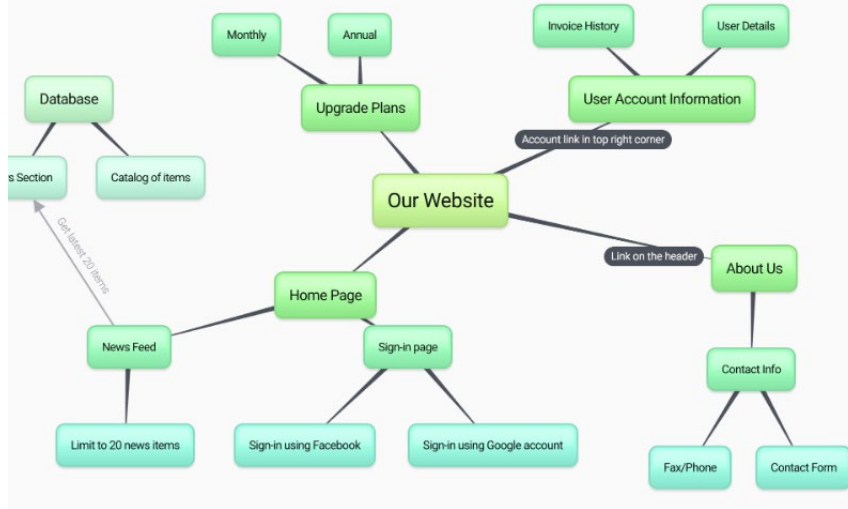 Invoice History
User Details
Monthly
Annual
Database
Upgrade Plans
User Account Information
Account link in top right corner
Section
Catalog of items
Our Website
Get latest 20 items
Link on the header
About Us
Home Page
News Feed
Sign-in page
Contact Info
Limit to 20 news items
Sign-in using Facebook
Sign-in using Google account
Fax/Phone
Contact Form